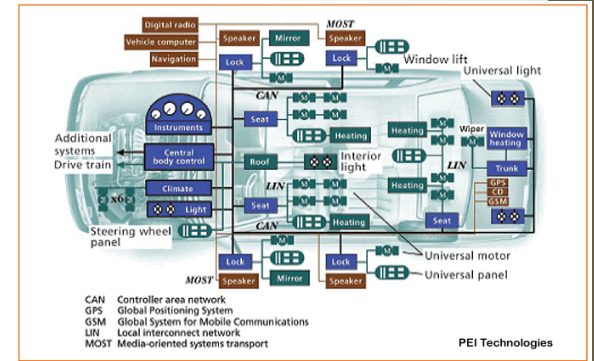 Digital radio
MOST
Vehicle computer
Speaker
Mirror
Speaker
Navigation
Lock
Lock
Window lift
M
M
Universal light
CAN
M M
M M
Instruments
Seat
M M
M M
Additional
systems
Drive train
Heating
Heating
Wiper
Window
heating
M
Central
body control
Roof
Interior
light
M M
LIN
Trunk
Climate
LIN
M M
M M
Heating
M M
GPS
CD
GSM
x6
Light
Seat
M M
M M
Steering wheel
panel
CAN
Heating
Seat
M
M
Universal motor
Lock
Lock
M
MOST
Speaker
Mirror
Speaker
Universal panel
CAN Controller area network
GPS Global Positioning System
GSM Global System for Mobile Communications
LIN Local interconnect network
MOST Media-oriented systems transport
PEI Technologies